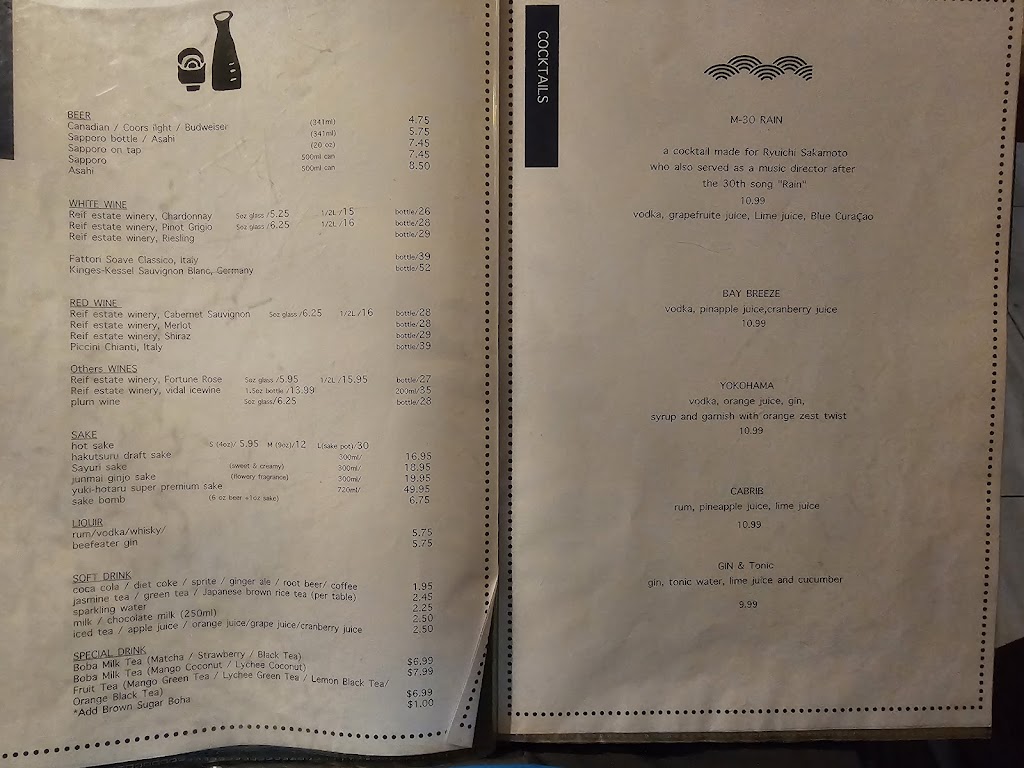 BEER
Canadian / Coors light / Budweiser (341ml) 4.75
Sapporo bottle / Asahi (341ml) 5.75
Sapporo on tap (20 oz) 7.45
Sapporo 500ml can 7.45
Asahi 500ml can 8.50
WHITE WINE
Reif estate winery, Chardonnay 5oz glass /5.25 1/2L /15 bottle/26
Reif estate winery, Pinot Grigio 5oz glass /6.25 1/2L /16 bottle/28
Reif estate winery, Riesling bottle/29
Fattori Soave Classico, Italy bottle/39
Kinges-Kessel Sauvignon Blanc, Germany bottle/52
RED WINE
Reif estate winery, Cabernet Sauvignon 5oz glass /6.25 1/2L /16 bottle/28
Reif estate winery, Merlot bottle/28
Reif estate winery, Shiraz bottle/29
Piccini Chianti, Italy bottle/39
Others WINES
Reif estate winery, Fortune Rose 5oz glass /5.95 1/2L /15.95 bottle/27
Reif estate winery, vidal icewine 1.5oz bottle /13.99 200ml/35
plum wine 5oz glass/6.25 bottle/28
SAKE
hot sake S (4oz)/ 5.95 M (9oz)/12 L(sake pot)/30
hakutsuru draft sake 300ml/ 16.95
Sayuri sake (sweet & creamy) 300ml/ 18.95
junmai ginjo sake (flowery fragrance) 300ml/ 19.95
yuki-hotaru super premium sake 720ml/ 49.95
sake bomb (6 oz beer +1oz sake) 6.75
LIQUIR
rum/vodka/whisky/ 5.75
beefeater gin 5.75
SOFT DRINK
coca cola / diet coke / sprite / ginger ale / root beer/ coffee 1.95
jasmine tea / green tea / Japanese brown rice tea (per table) 2.45
sparkling water 2.25
milk / chocolate milk (250ml) 2.50
iced tea / apple juice / orange juice/grape juice/cranberry juice 2.50
SPECIAL DRINK
Boba Milk Tea (Matcha / Strawberry / Black Tea) $6.99
Boba Milk Tea (Mango Coconut / Lychee Coconut) $7.99
Fruit Tea (Mango Green Tea / Lychee Green Tea / Lemon Black Tea/
Orange Black Tea) $6.99
*Add Brown Sugar Boha $1.00
COCKTAILS
M-30 RAIN
a cocktail made for Ryuichi Sakamoto
who also served as a music director after
the 30th song "Rain"
10.99
vodka, grapefruite juice, Lime juice, Blue CuraÇao
BAY BREEZE
vodka, pinapple juice,cranberry juice
10.99
YOKOHAMA
vodka, orange juice, gin,
syrup and garnish with orange zest twist
10.99
CABRIB
rum, pineapple juice, lime juice
10.99
GIN & Tonic
gin, tonic water, lime juice and cucumber
9.99